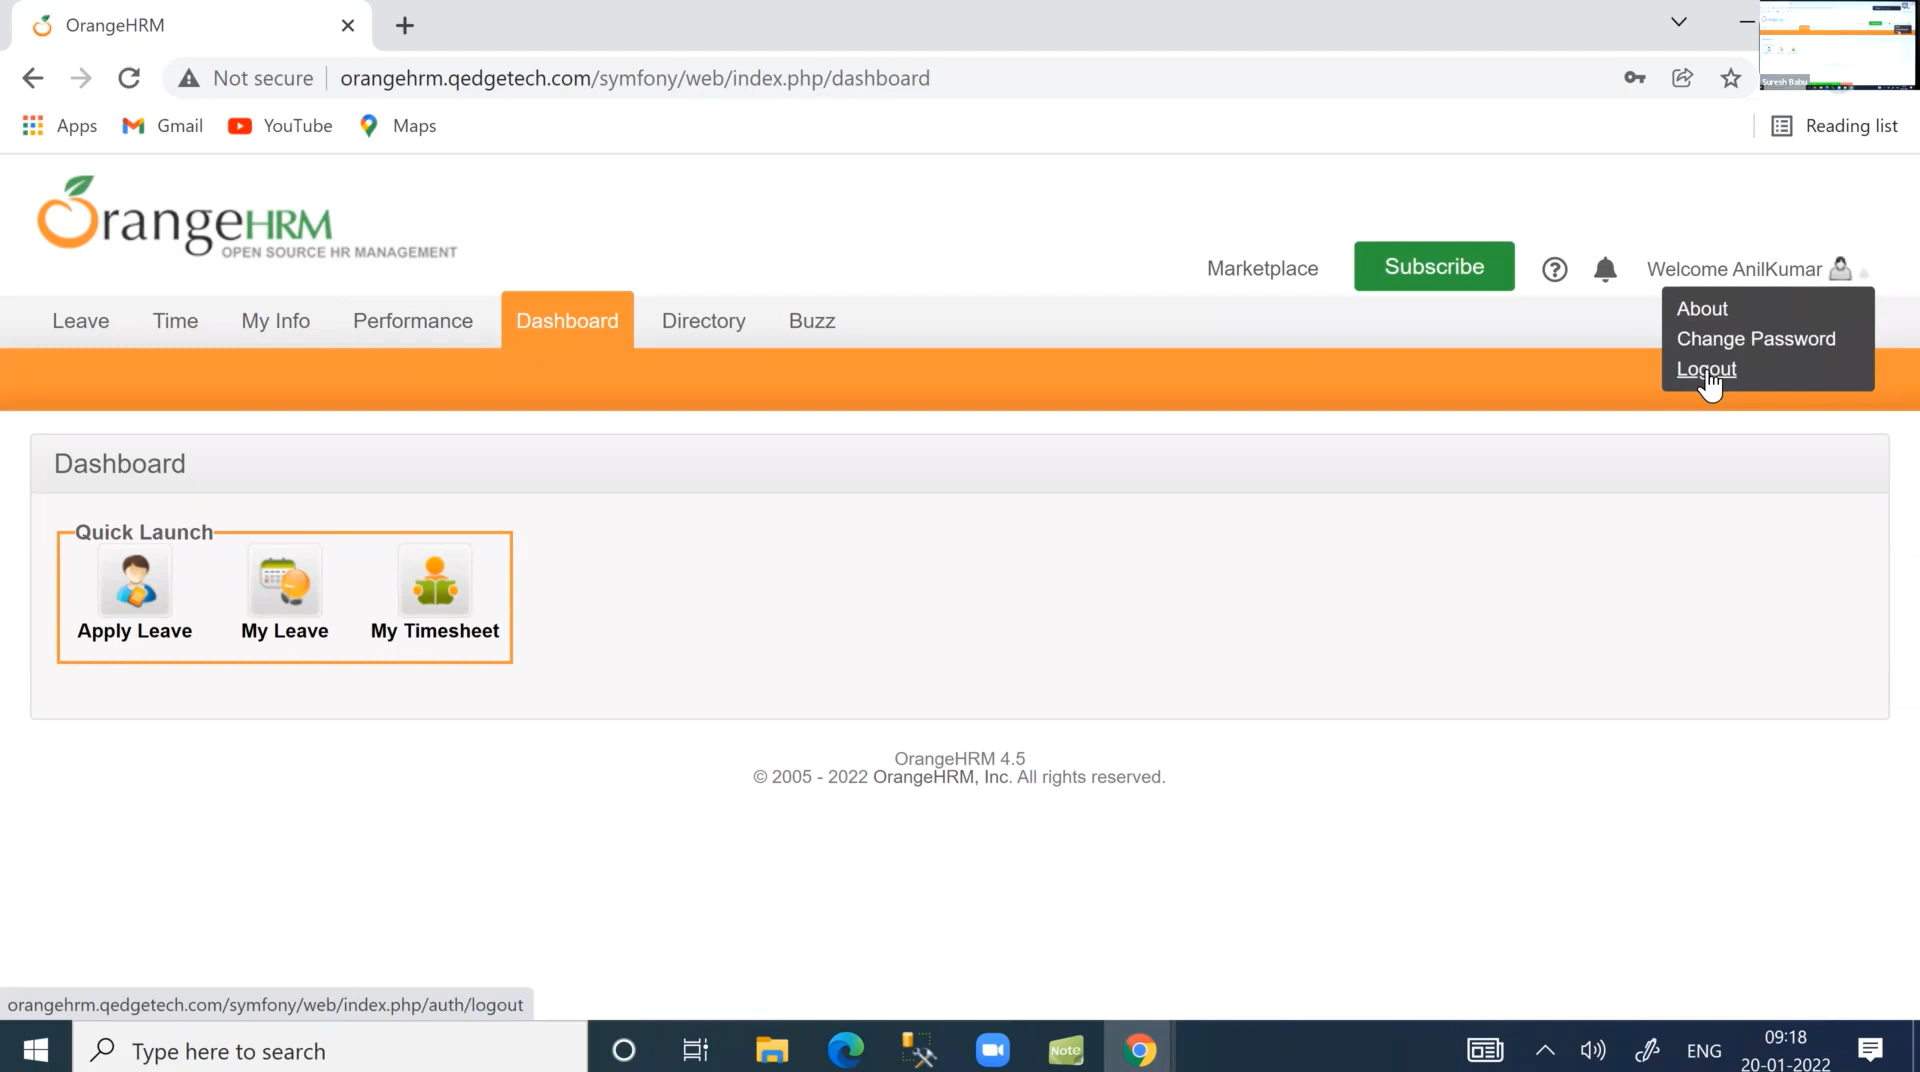 OrangeHRM
Not secure
orangehrm.qedgetech.com/symfony/web/index.php/dashboard
Suresh Babu
Apps
Gmail
YouTube
Maps
Reading list
OrangeHRM
OPEN SOURCE HR MANAGEMENT
Marketplace
Subscribe
Welcome AnilKumar
Leave
Time
My Info
Performance
Dashboard
Directory
Buzz
About
Change Password
Logout
Dashboard
Quick Launch
Apply Leave
My Leave
My Timesheet
OrangeHRM 4.5
© 2005 - 2022 OrangeHRM, Inc. All rights reserved.
orangehrm.qedgetech.com/symfony/web/index.php/auth/logout
Type here to search
Note
ENG
09:18
20-01-2022